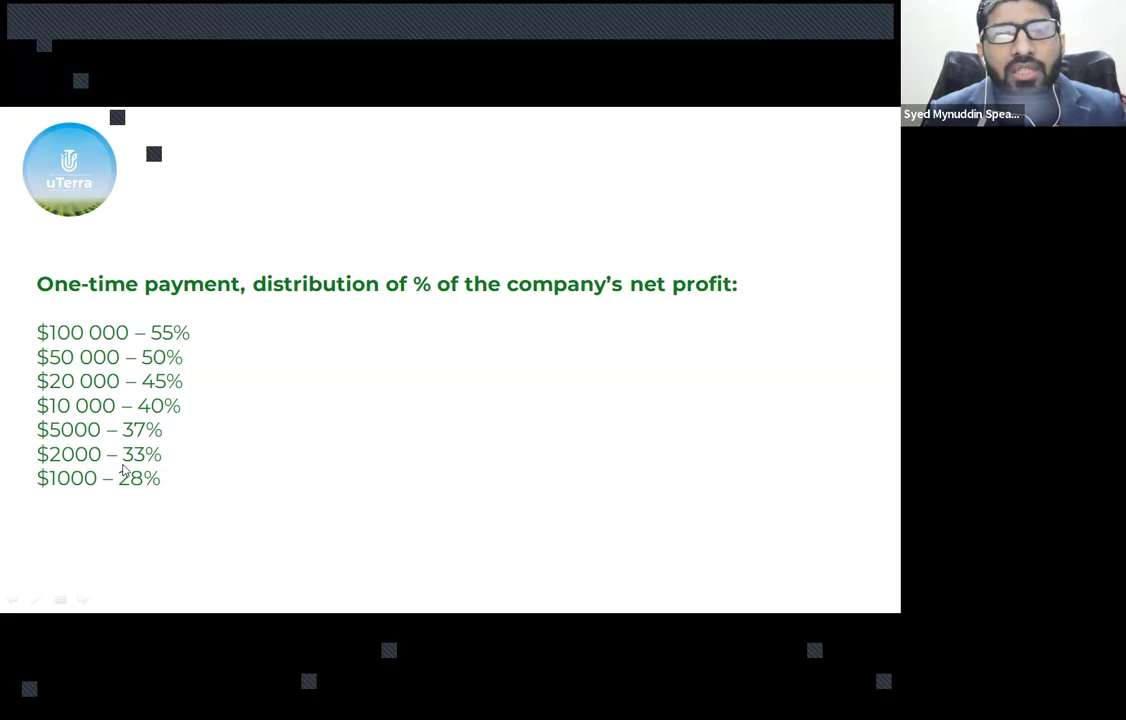 Syed Mynuddin Spea...
uTerra
One-time payment, distribution of % of the company’s net profit:
$100 000 – 55%
$50 000 – 50%
$20 000 – 45%
$10 000 – 40%
$5000 – 37%
$2000 – 33%
$1000 – 28%